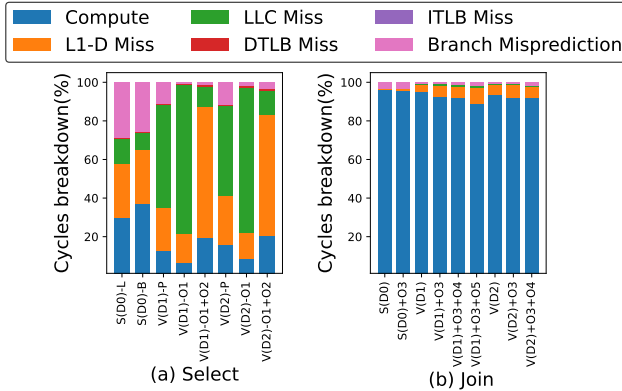 Compute
LLC Miss
ITLB Miss
L1-D Miss
DTLB Miss
Branch Misprediction
Cycles breakdown(%)
100
80
60
40
20
S(D0)-L
S(D0)-B
V(D1)-P
V(D1)-O1
V(D1)-O1+O2
V(D2)-P
V(D2)-O1
V(D2)-O1+O2
(a) Select
Cycles breakdown(%)
100
80
60
40
20
S(D0)
S(D0)+O3
V(D1)
V(D1)+O3
V(D1)+O3+O4
V(D1)+O3+O5
V(D2)
V(D2)+O3
V(D2)+O3+O4
(b) Join